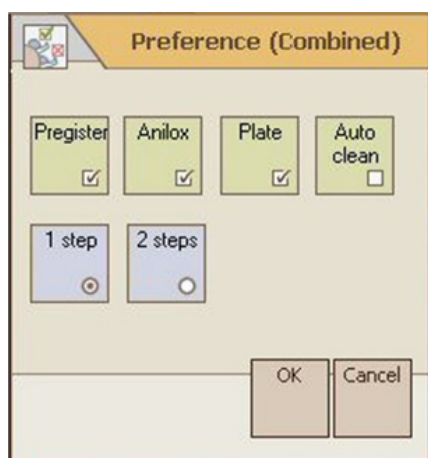 Preference (Combined)
Pregister
Anilox
Plate
Auto
clean
1 step
2 steps
OK
Cancel